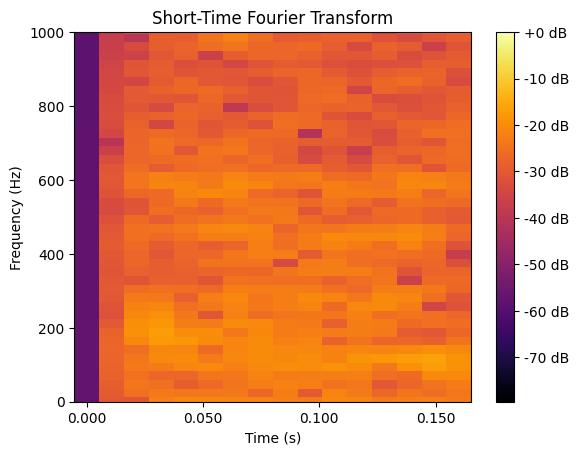 Short-Time Fourier Transform
1000
800
600
400
200
0
Frequency (Hz)
0.000
0.050
0.100
0.150
Time (s)
+0 dB
-10 dB
-20 dB
-30 dB
-40 dB
-50 dB
-60 dB
-70 dB